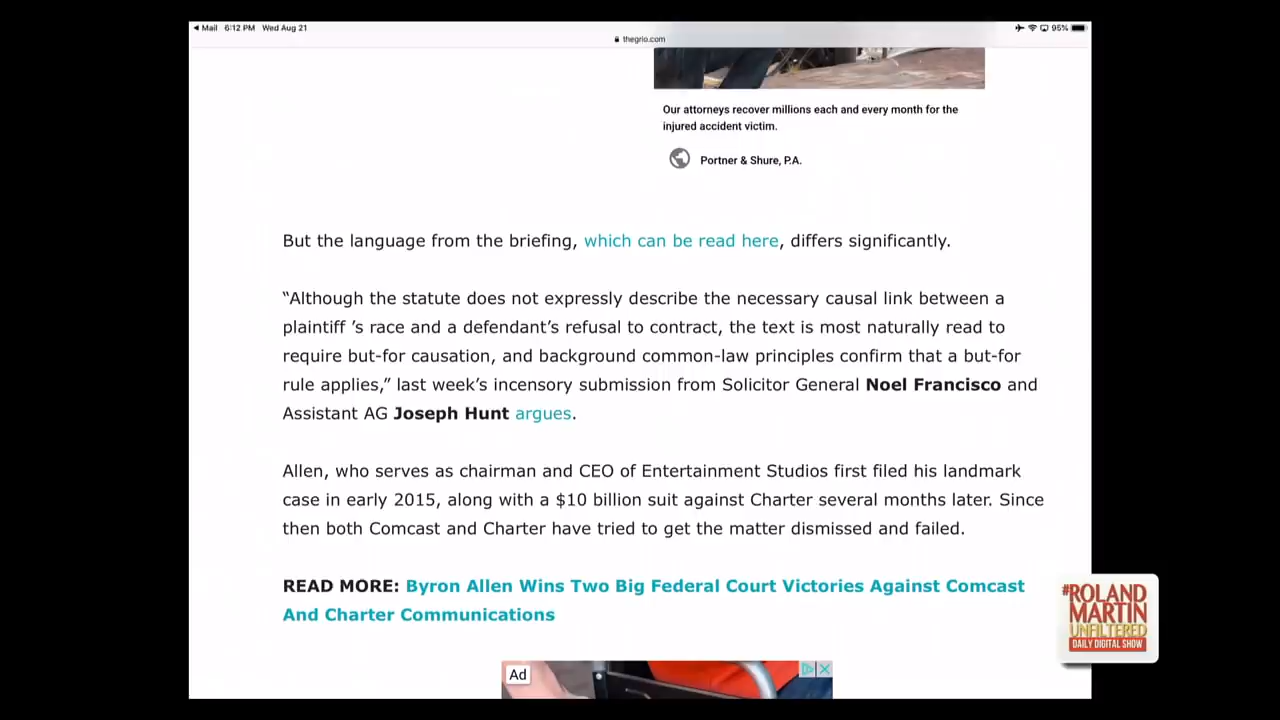 Mail 6:12 PM Wed Aug 21
95%
thegrio.com
Our attorneys recover millions each and every month for the
injured accident victim.
Portner & Shure, P.A.
But the language from the briefing, which can be read here, differs significantly.
“Although the statute does not expressly describe the necessary causal link between a
plaintiff ’s race and a defendant’s refusal to contract, the text is most naturally read to
require but-for causation, and background common-law principles confirm that a but-for
rule applies,” last week’s incensory submission from Solicitor General Noel Francisco and
Assistant AG Joseph Hunt argues.
Allen, who serves as chairman and CEO of Entertainment Studios first filed his landmark
case in early 2015, along with a $10 billion suit against Charter several months later. Since
then both Comcast and Charter have tried to get the matter dismissed and failed.
READ MORE: Byron Allen Wins Two Big Federal Court Victories Against Comcast
And Charter Communications
#ROLAND
MARTIN
UNFILTERED
DAILY DIGITAL SHOW
Ad